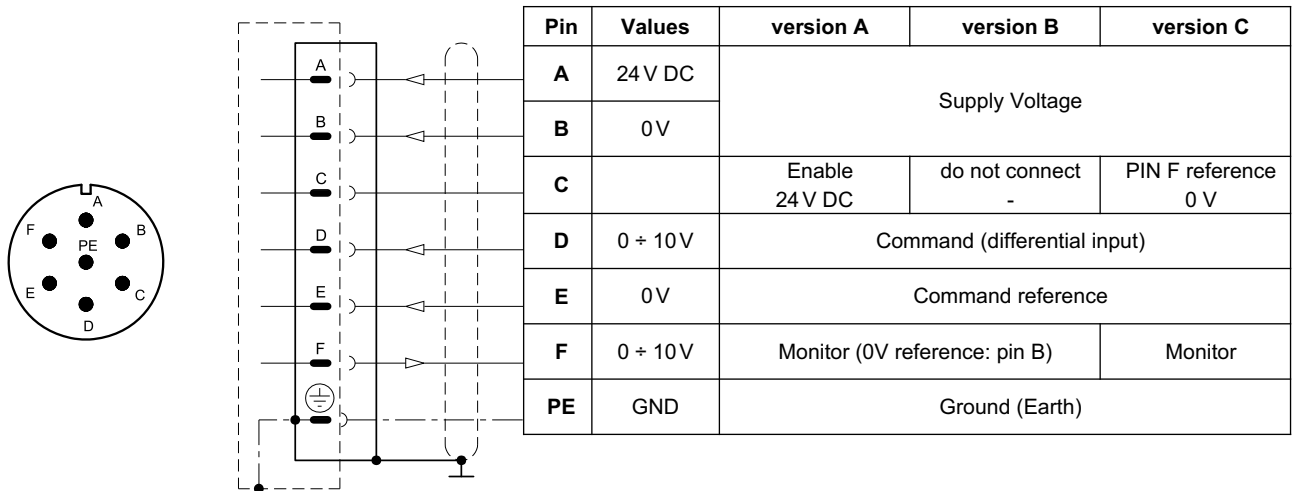 A
F
B
PE
E
C
D
A
B
C
D
E
F
Pin Values version A version B version C
A 24 V DC
Supply Voltage
B 0 V
C Enable do not connect PIN F reference
24 V DC - 0 V
D 0 ÷ 10 V Command (differential input)
E 0 V Command reference
F 0 ÷ 10 V Monitor (0V reference: pin B) Monitor
PE GND Ground (Earth)